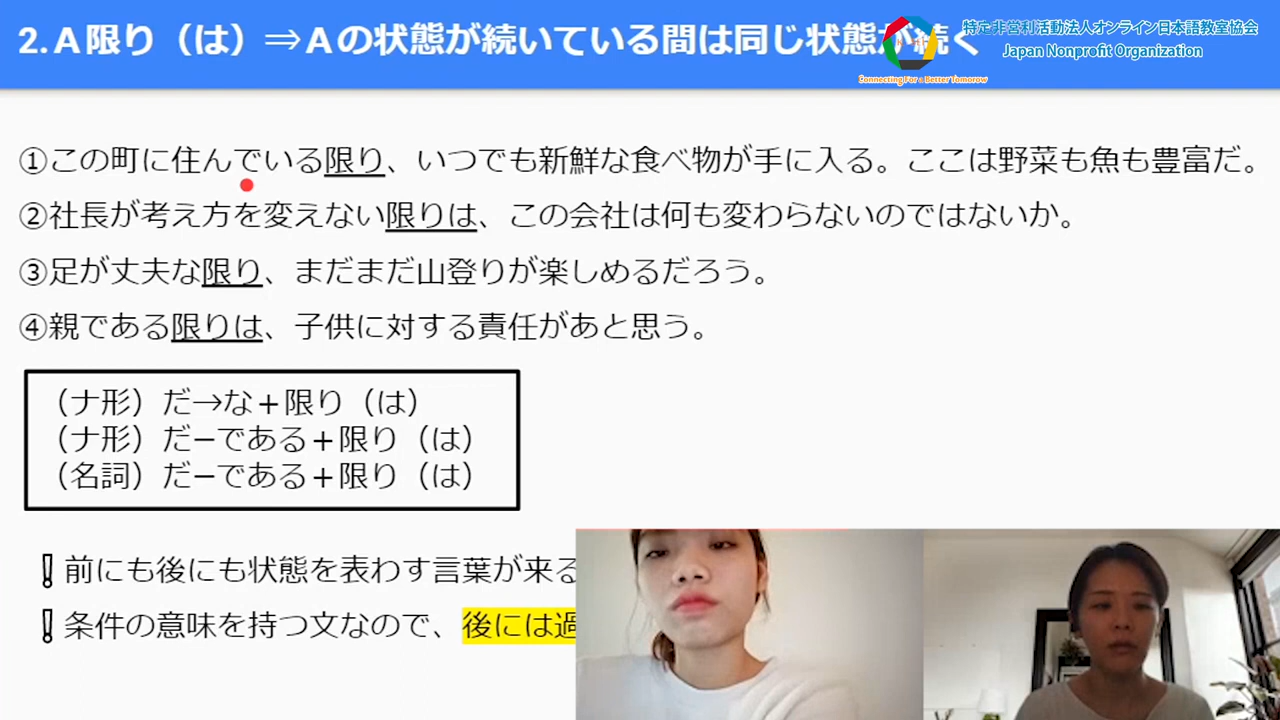 2.A限り（は）⇒Aの状態が続いている間は同じ状態が続く
特定非営利活動法人オンライン日本語教室協会
Japan Nonprofit Organization
Connecting For a Better Tomorrow
①この町に住んでいる限り、いつでも新鮮な食べ物が手に入る。ここは野菜も魚も豊富だ。
②社長が考え方を変えない限りは、この会社は何も変わらないのではないか。
③足が丈夫な限り、まだまだ山登りが楽しめるだろう。
④親である限りは、子供に対する責任があと思う。
（ナ形）だ→な＋限り（は）
（ナ形）だ−である＋限り（は）
（名詞）だ−である＋限り（は）
❕前にも後にも状態を表わす言葉が来る
❕条件の意味を持つ文なので、後には過